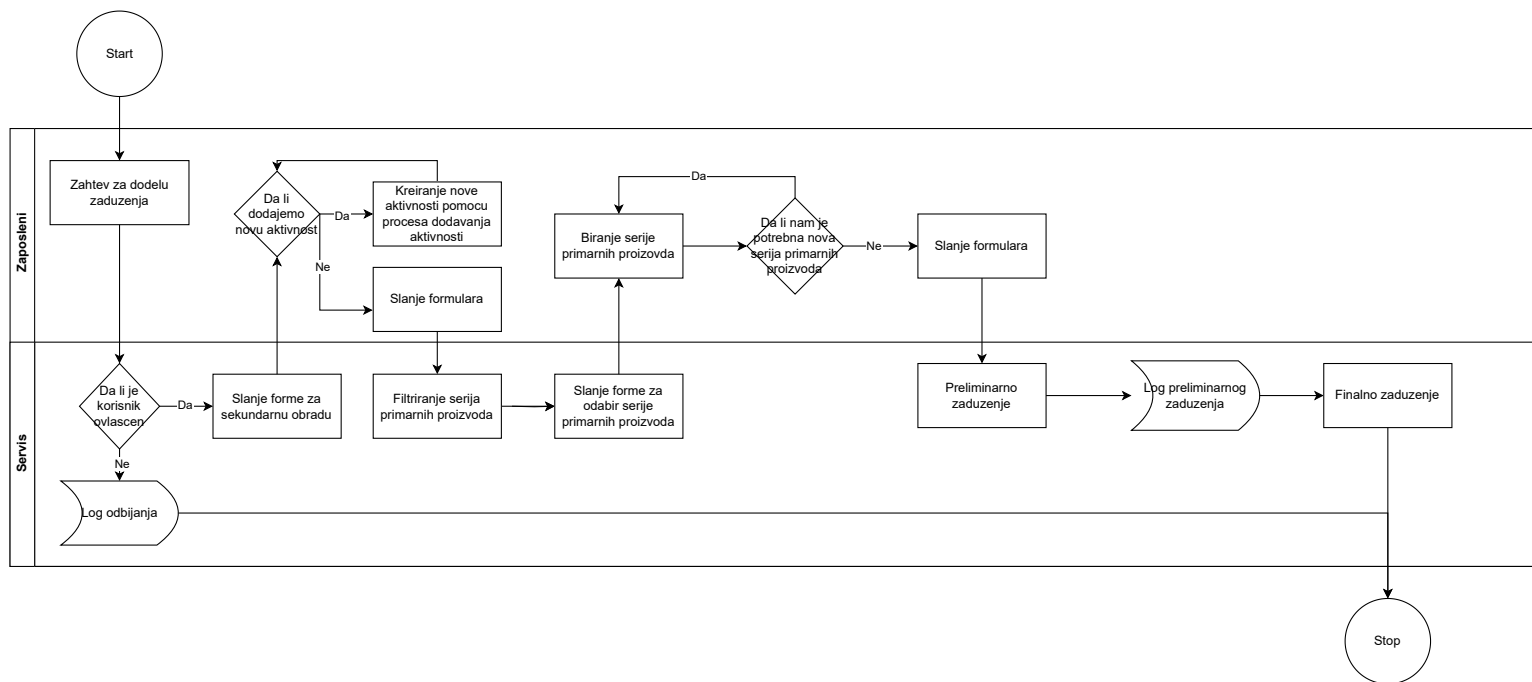 Start
Zaposleni
Zahtev za dodelu
zaduzenja
Da li
dodajemo
novu aktivnost
Da
Kreiranje nove
aktivnosti pomocu
procesa dodavanja
aktivnosti
Ne
Slanje formulara
Biranje serije
primarnih proizovda
Da
Da li nam je
potrebna nova
serija primarnih
proizvoda
Ne
Slanje formulara
Servis
Da li je
korisnik
ovlascen
Da
Slanje forme za
sekundarnu obradu
Filtriranje serija
primarnih proizvoda
Slanje forme za
odabir serije
primarnih proizvoda
Preliminarno
zaduzenje
Log preliminarnog
zaduzenja
Finalno zaduzenje
Ne
Log odbijanja
Stop